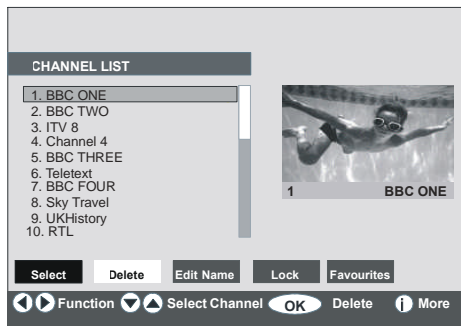 CHANNEL LIST
1. BBC ONE
2. BBC TWO
3. ITV 8
4. Channel 4
5. BBC THREE
6. Teletext
7. BBC FOUR
8. Sky Travel
9. UKHistory
10. RTL
1 BBC ONE
Select Delete Edit Name Lock Favourites
Function Select Channel OK Delete i More